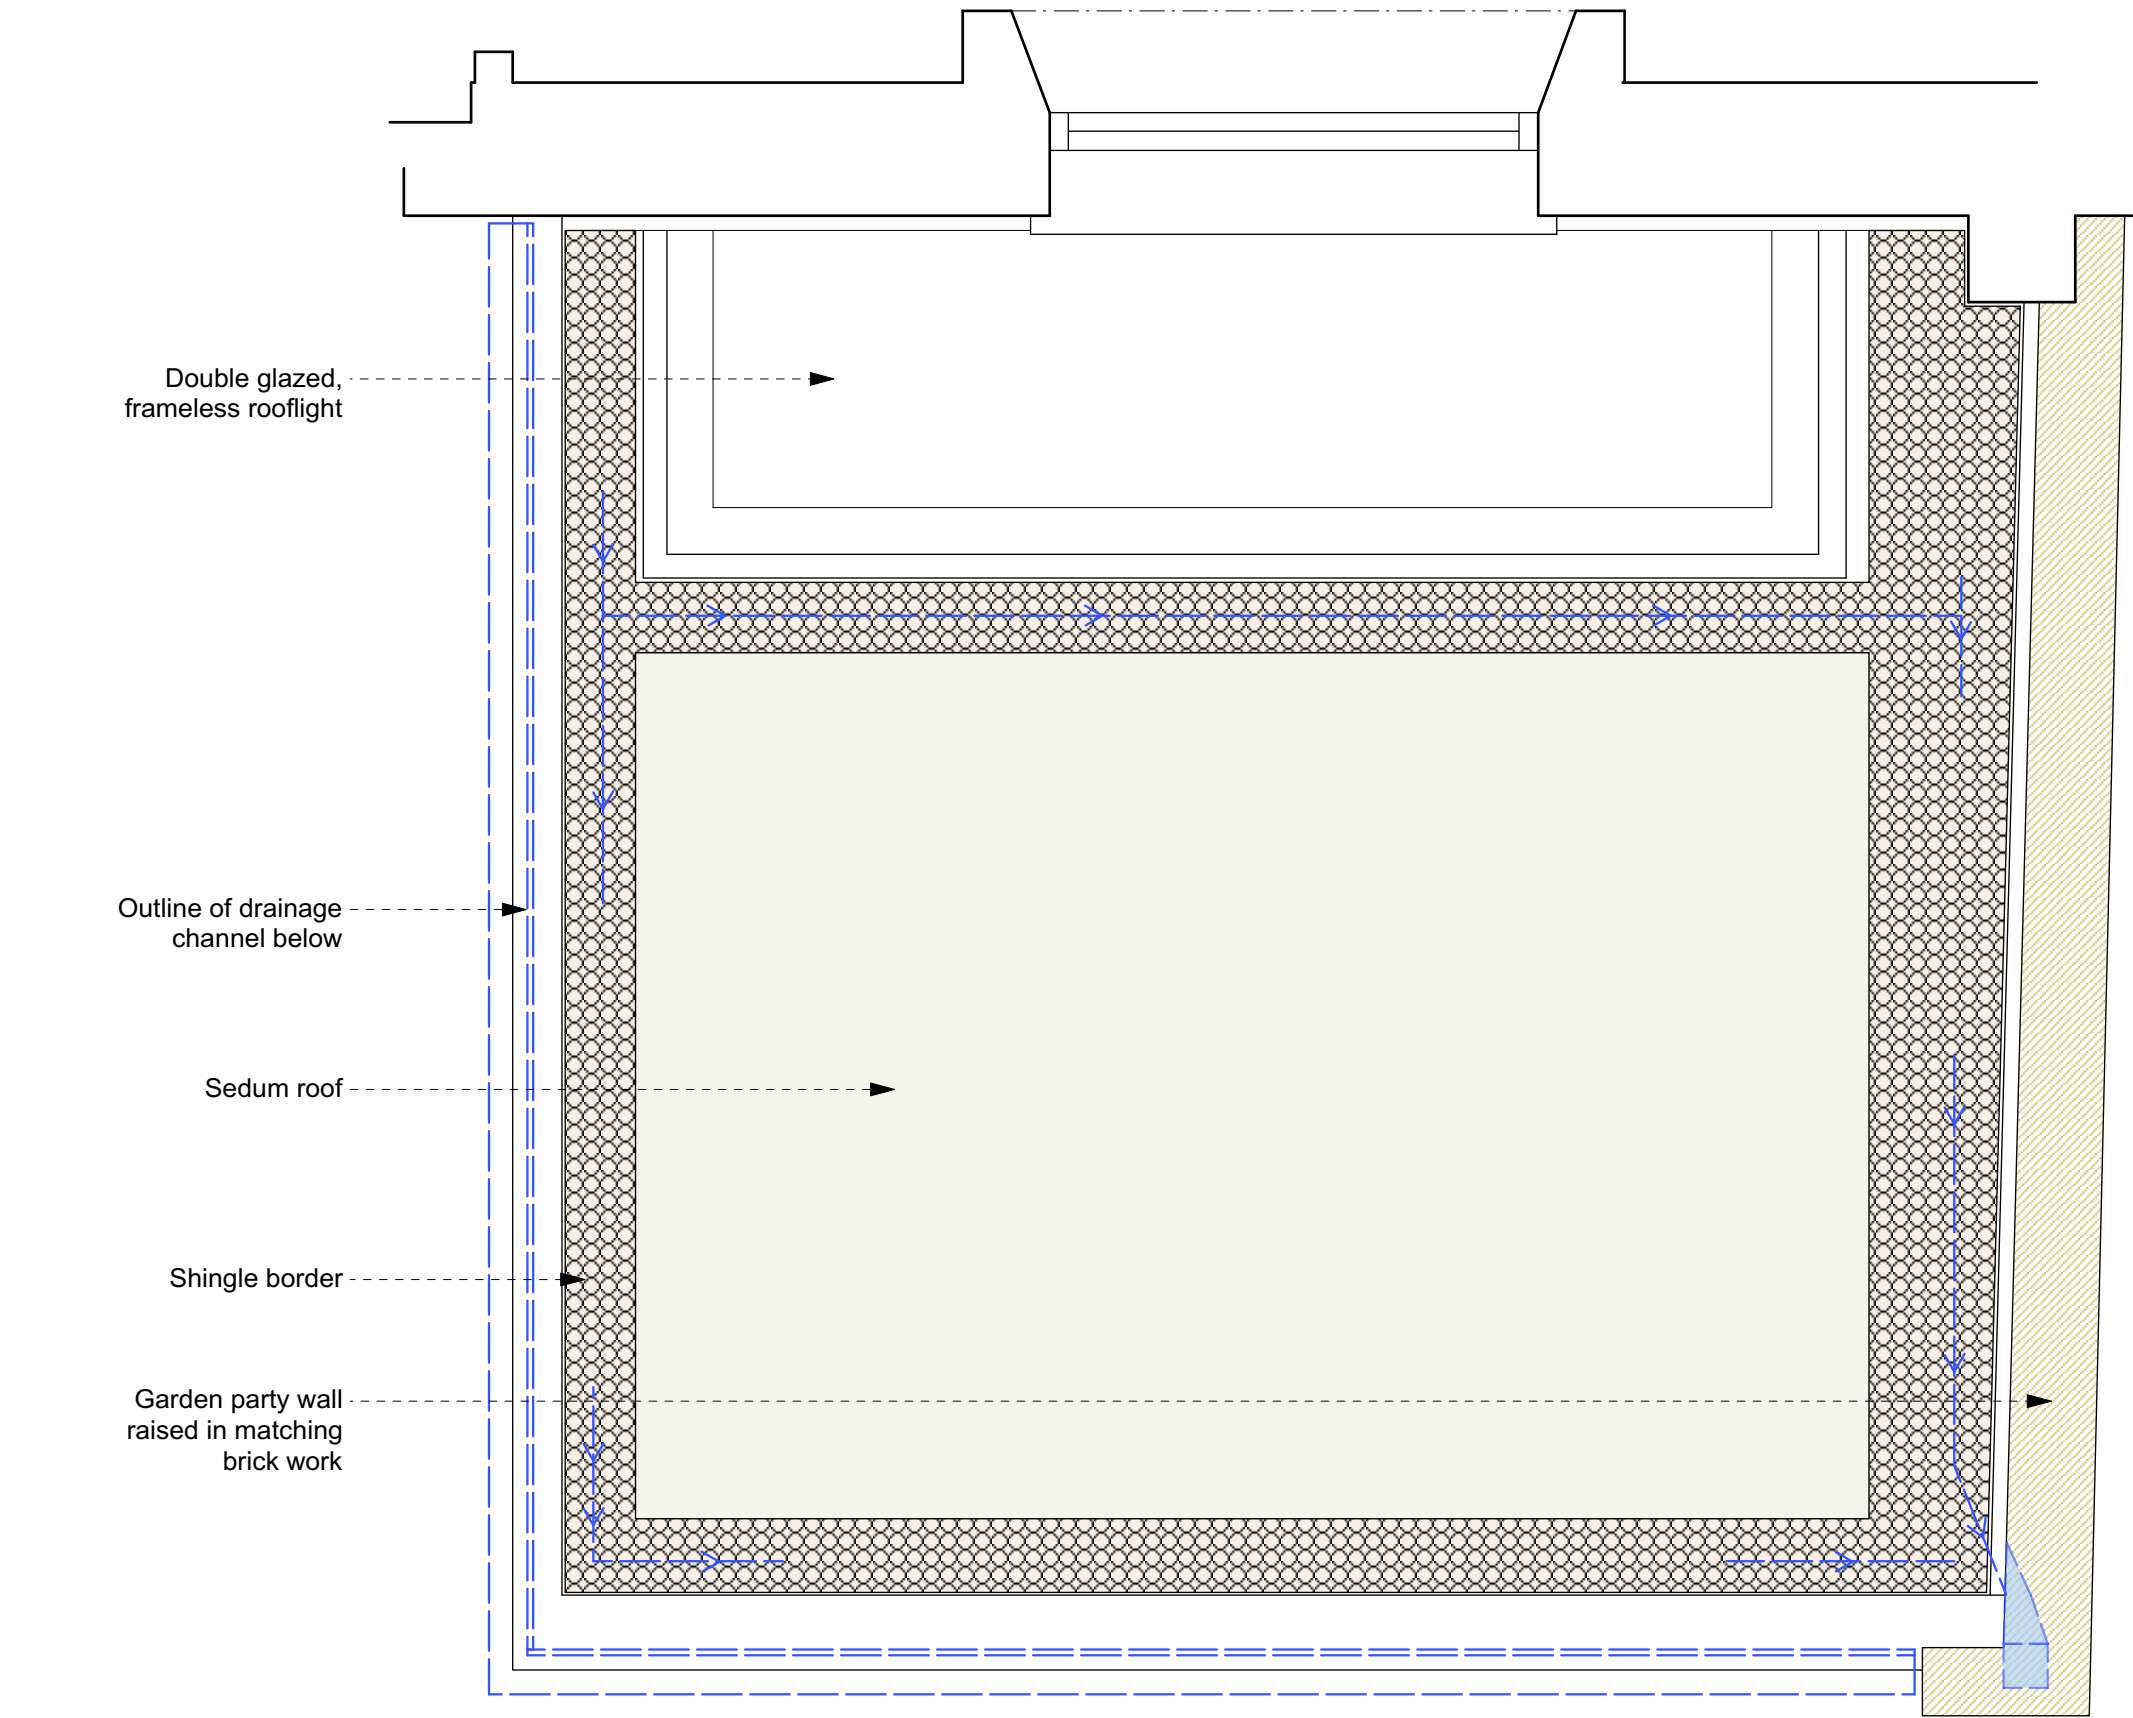 Double glazed,
frameless rooflight
Outline of drainage
channel below
Sedum roof
Shingle border
Garden party wall
raised in matching
brick work